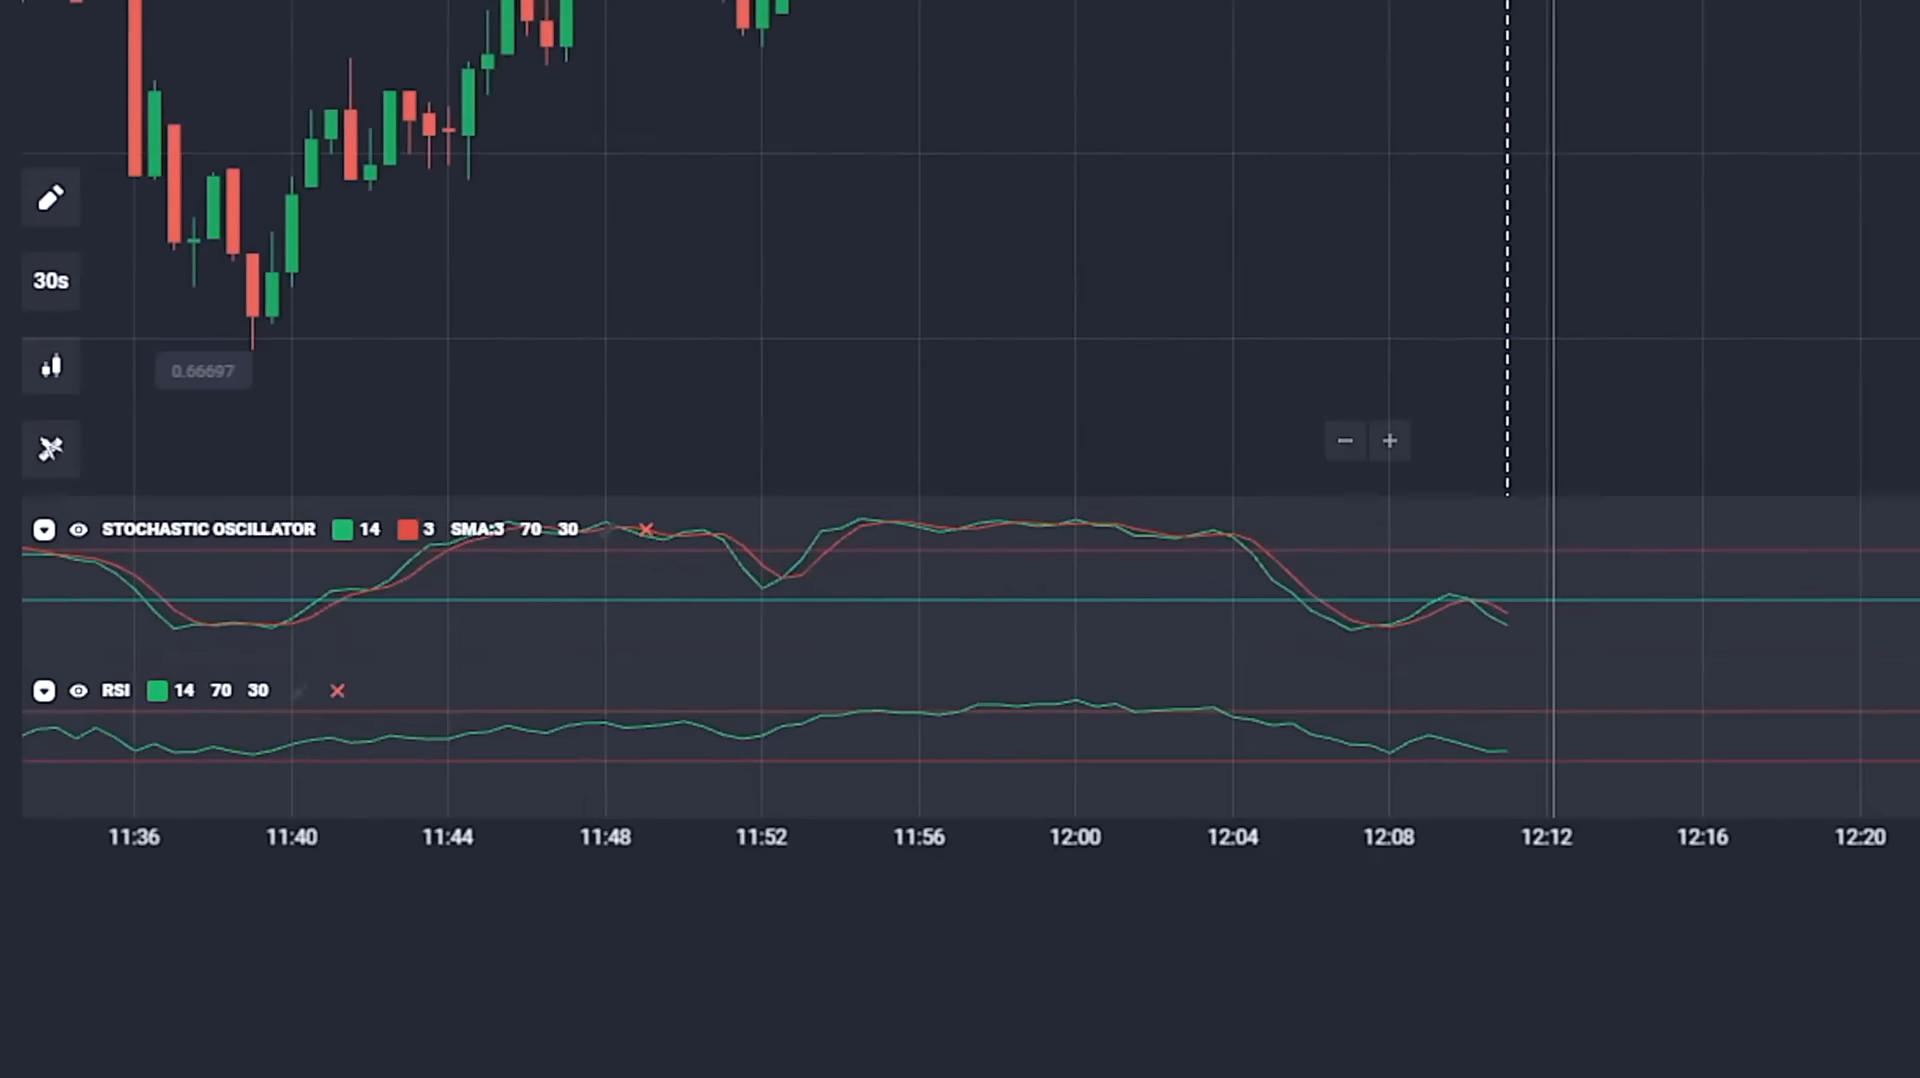 30s
0.66697
− +
STOCHASTIC OSCILLATOR 14 3 SMA:3 70 30
RSI 14 70 30
11:36 11:40 11:44 11:48 11:52 11:56 12:00 12:04 12:08 12:12 12:16 12:20